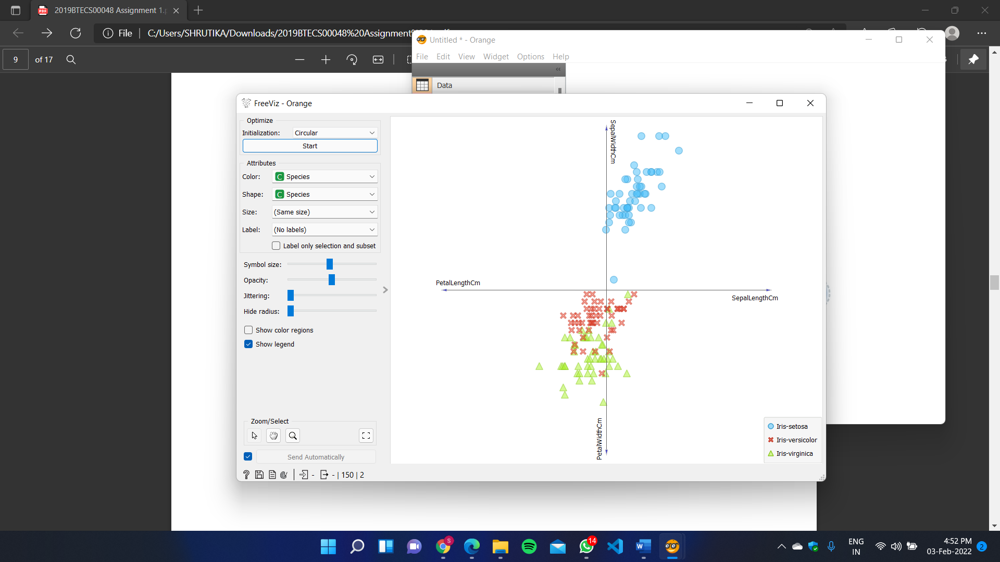 2019BTECS00048 Assignment 1.p
File
C:/Users/SHRUTIKA/Downloads/2019BTECS00048%20Assignment%
9 of 17
Untitled * - Orange
File Edit View Widget Options Help
Data
FreeViz - Orange
Optimize
Initialization: Circular
Start
Attributes
Color: C Species
Shape: C Species
Size: (Same size)
Label: (No labels)
Label only selection and subset
Symbol size:
Opacity:
Jittering:
Hide radius:
Show color regions
Show legend
Zoom/Select
Send Automatically
- - | 150 | 2
SepalWidthCm
PetalLengthCm
SepalLengthCm
PetalWidthCm
Iris-setosa
Iris-versicolor
Iris-virginica
S
14
ENG
IN
4:52 PM
03-Feb-2022
2